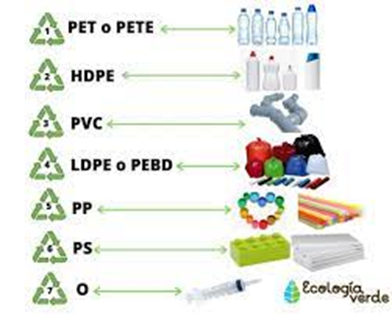 1 PET o PETE
2 HDPE
3 PVC
4 LDPE o PEBD
5 PP
6 PS
7 O
Ecología
verde